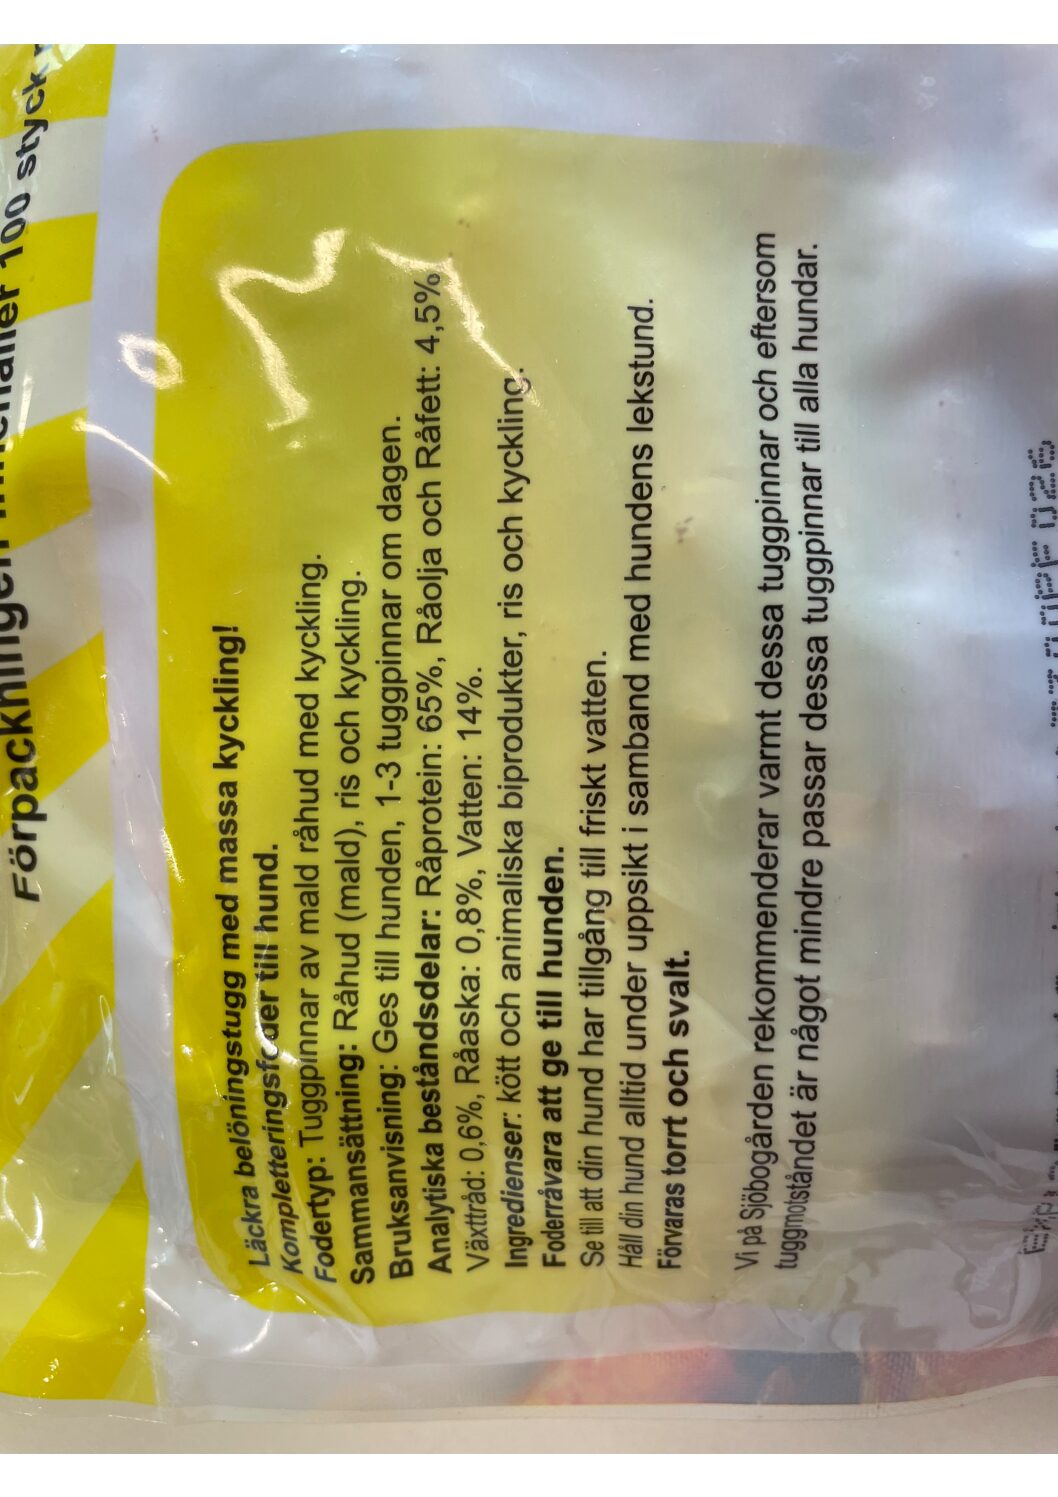 Förpackningen innehåller 100 styck
Läckra belöningstugg med massa kyckling!
Kompletteringsfoder till hund.
Fodertyp: Tuggpinnar av mald råhud med kyckling.
Sammansättning: Råhud (mald), ris och kyckling.
Bruksanvisning: Ges till hunden, 1-3 tuggpinnar om dagen.
Analytiska beståndsdelar: Råprotein: 65%, Råolja och Råfett: 4,5%
Växttråd: 0,6%, Råaska: 0,8%, Vatten: 14%.
Ingredienser: kött och animaliska biprodukter, ris och kyckling.
Foderråvara att ge till hunden.
Se till att din hund har tillgång till friskt vatten.
Håll din hund alltid under uppsikt i samband med hundens lekstund.
Förvaras torrt och svalt.
Vi på Sjöbogården rekommenderar varmt dessa tuggpinnar och eftersom
tuggmotståndet är något mindre passar dessa tuggpinnar till alla hundar.